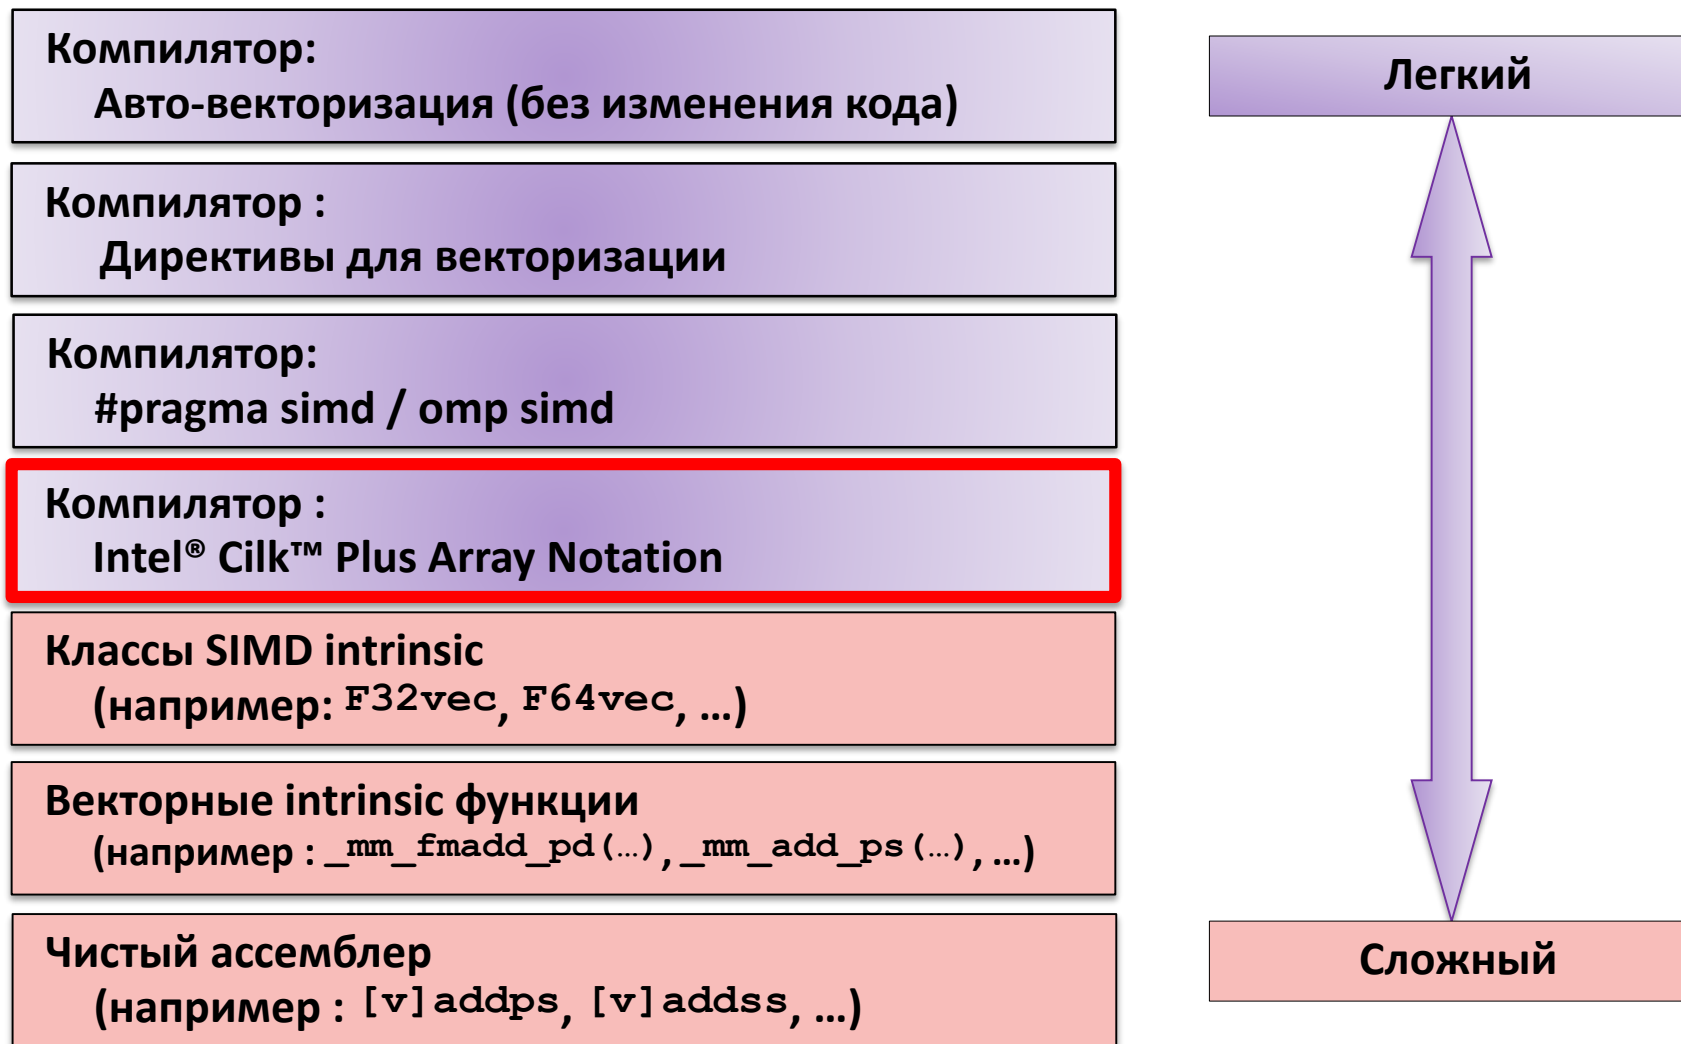 Компилятор:
Авто-векторизация (без изменения кода)
Легкий
Компилятор :
Директивы для векторизации
Компилятор:
#pragma simd / omp simd
Компилятор :
Intel® Cilk™ Plus Array Notation
Классы SIMD intrinsic
(например: F32vec, F64vec, …)
Векторные intrinsic функции
(например : _mm_fmadd_pd(…), _mm_add_ps(…), …)
Чистый ассемблер
(например : [v]addps, [v]addss, …)
Сложный